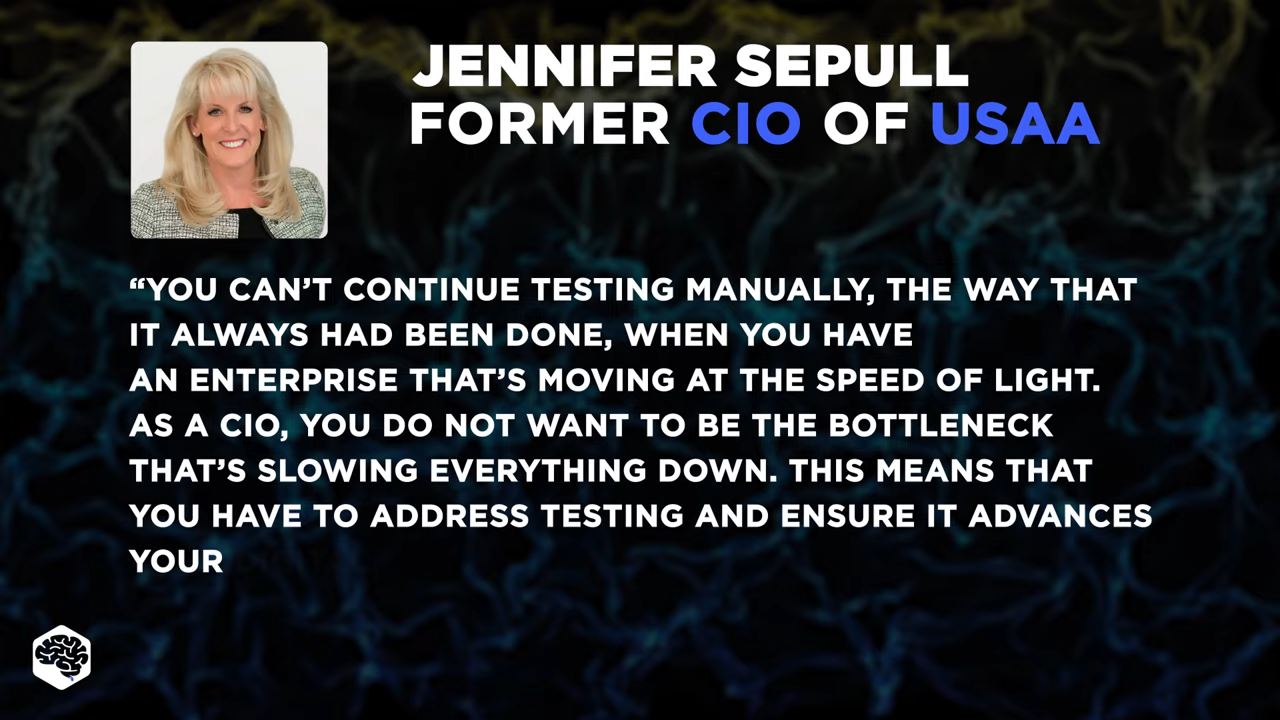 JENNIFER SEPULL
FORMER CIO OF USAA
“YOU CAN’T CONTINUE TESTING MANUALLY, THE WAY THAT
IT ALWAYS HAD BEEN DONE, WHEN YOU HAVE
AN ENTERPRISE THAT’S MOVING AT THE SPEED OF LIGHT.
AS A CIO, YOU DO NOT WANT TO BE THE BOTTLENECK
THAT’S SLOWING EVERYTHING DOWN. THIS MEANS THAT
YOU HAVE TO ADDRESS TESTING AND ENSURE IT ADVANCES
YOUR